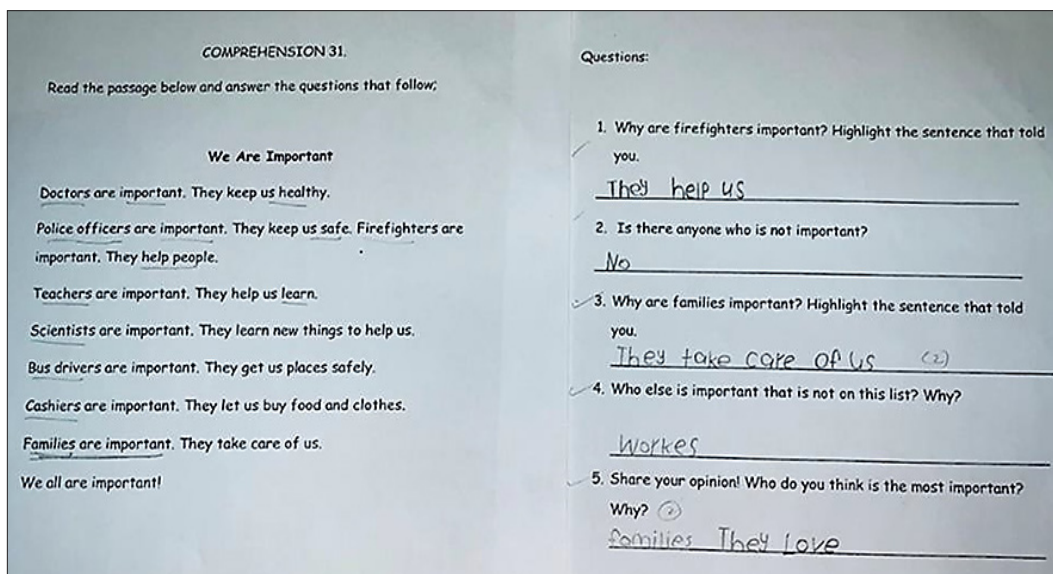 COMPREHENSION 31.
Read the passage below and answer the questions that follow;
We Are Important
Doctors are important. They keep us healthy.
Police officers are important. They keep us safe. Firefighters are
important. They help people.
Teachers are important. They help us learn.
Scientists are important. They learn new things to help us.
Bus drivers are important. They get us places safely.
Cashiers are important. They let us buy food and clothes.
Families are important. They take care of us.
We all are important!
Questions:
1. Why are firefighters important? Highlight the sentence that told
you.
They help us
2. Is there anyone who is not important?
No
3. Why are families important? Highlight the sentence that told
you.
They take care of us (2)
4. Who else is important that is not on this list? Why?
Workes
5. Share your opinion! Who do you think is the most important?
Why? (2)
families They Love